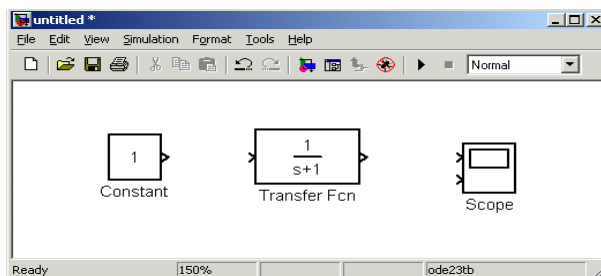 untitled *
File Edit View Simulation Format Tools Help
Normal
1
Constant
1
s+1
Transfer Fcn
Scope
Ready 150% ode23tb